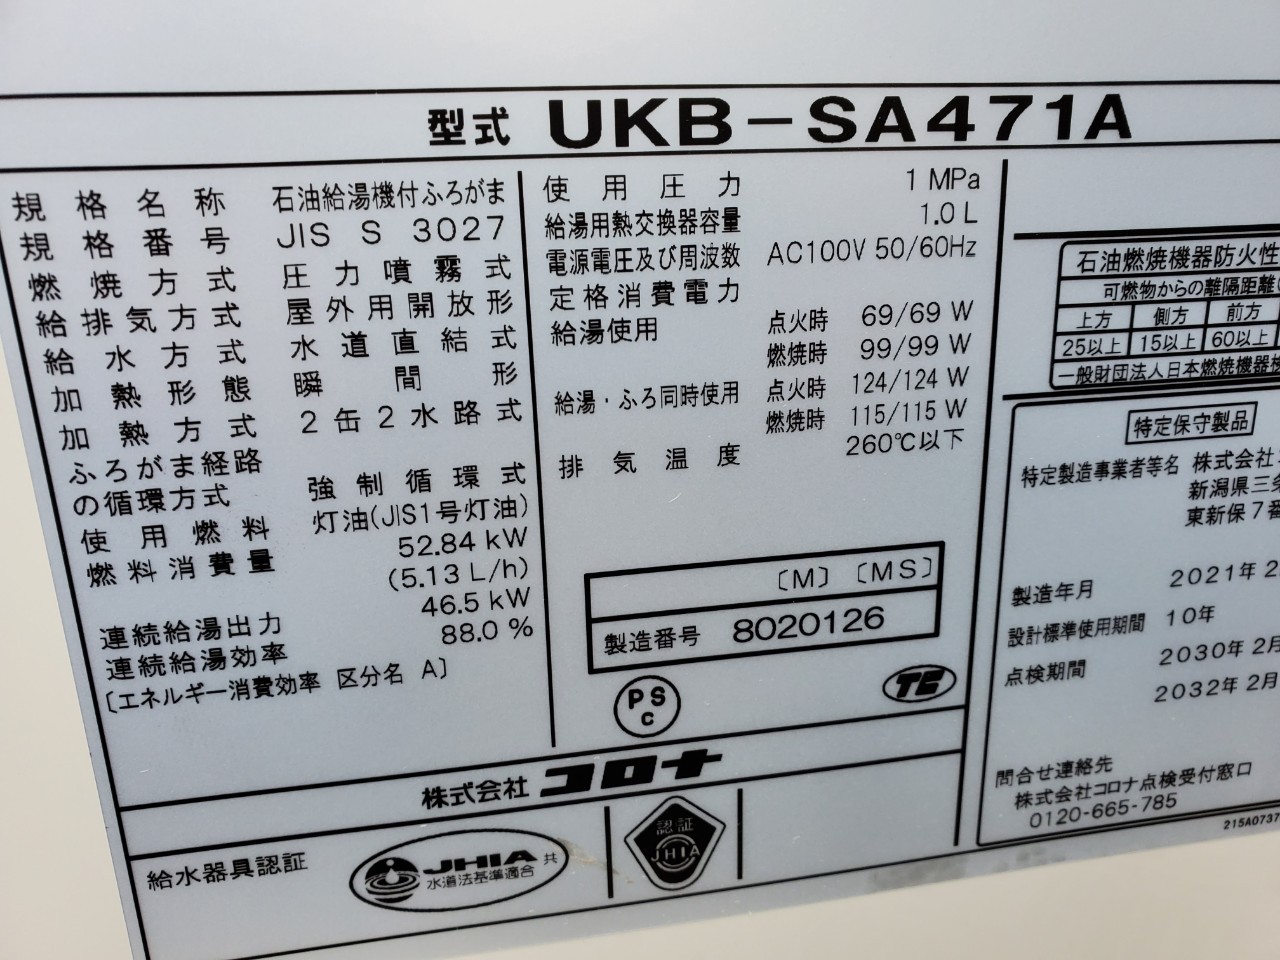 型式 UKB-SA471A
規格名称 石油給湯機付ふろがま
規格番号 JIS S 3027
燃焼方式 圧力噴霧式
給排気方式 屋外用開放形
給水方式 水道直結式
加熱形態 瞬間形
加熱方式 2缶2水路式
ふろがま経路
の循環方式 強制循環式
使用燃料 灯油(JIS1号灯油)
燃料消費量 52.84 kW
(5.13 L/h)
連続給湯出力 46.5 kW
連続給湯効率 88.0 %
[エネルギー消費効率 区分名 A]
使用圧力 1 MPa
給湯用熱交換器容量 1.0 L
電源電圧及び周波数 AC100V 50/60Hz
定格消費電力
給湯使用 点火時 69/69 W
燃焼時 99/99 W
給湯・ふろ同時使用 点火時 124/124 W
燃焼時 115/115 W
排気温度 260℃以下
[M] [MS]
製造番号 8020126
PS
C
TE
株式会社 コロナ
給水器具認証
JHIA 共
水道法基準適合
認証
JHIA
石油燃焼機器防火性
可燃物からの離隔距離
上方 側方 前方
25以上 15以上 60以上
一般財団法人日本燃焼機器検
特定保守製品
特定製造事業者等名 株式会社
新潟県三条
東新保7番
製造年月 2021年 2
設計標準使用期間 10年
点検期間 2030年 2月
2032年 2月
問合せ連絡先
株式会社コロナ点検受付窓口
0120-665-785
215A0737